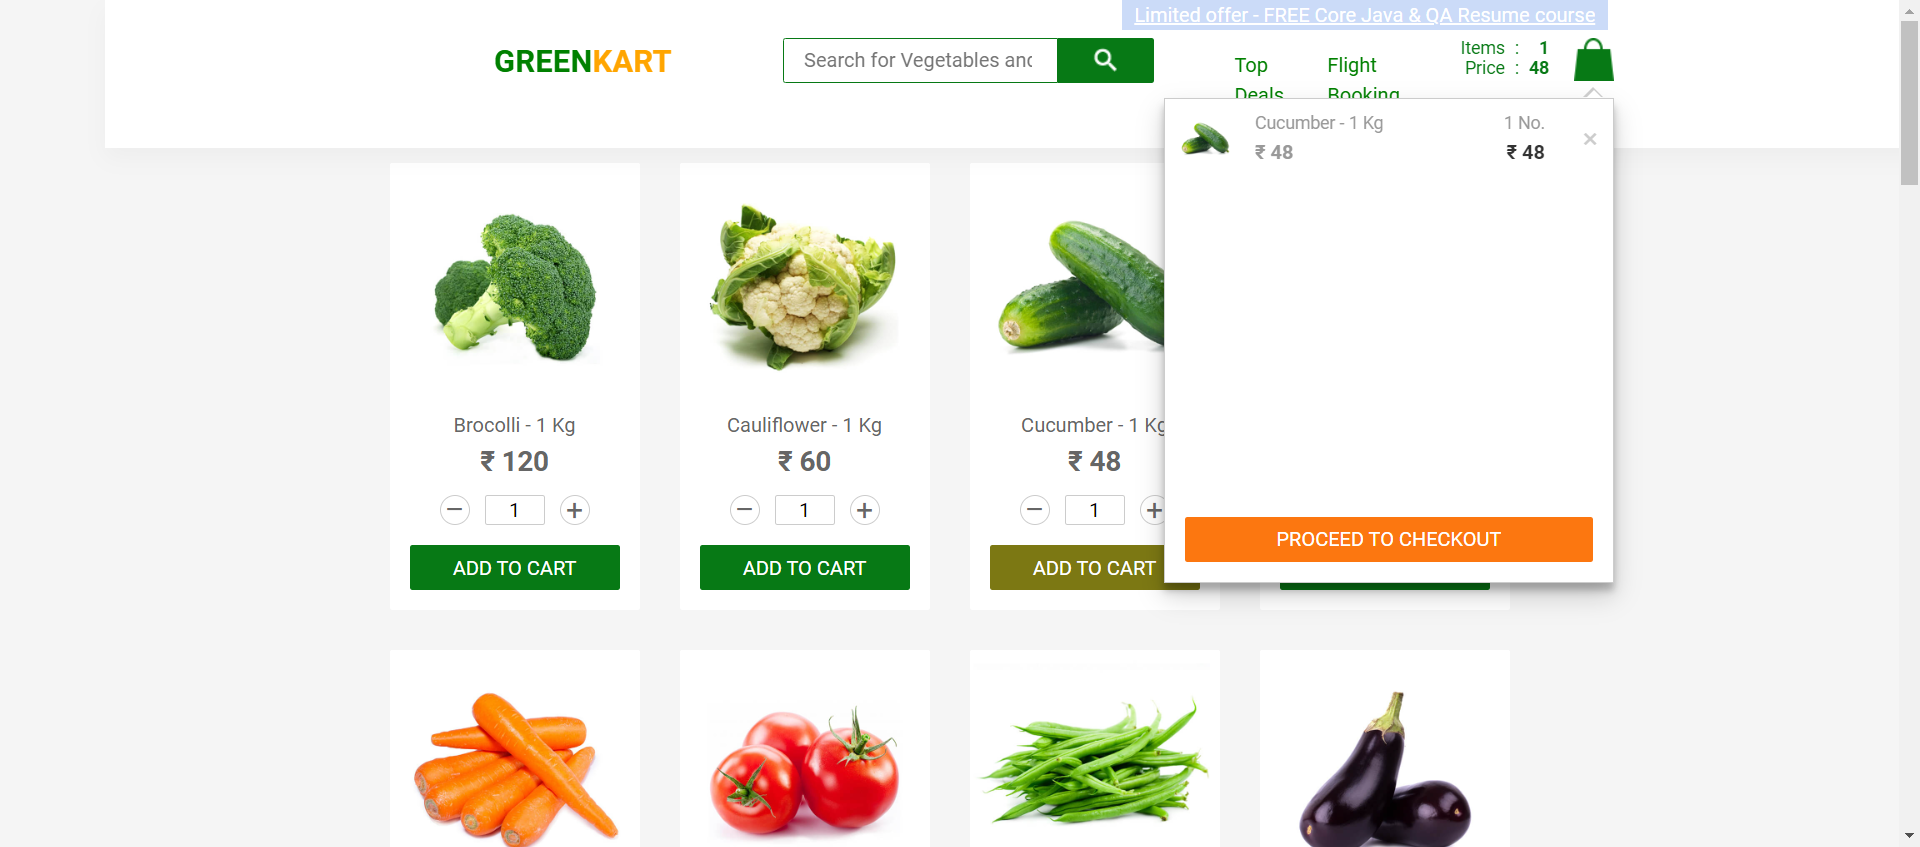 Limited offer - FREE Core Java & QA Resume course
GREENKART
Search for Vegetables and
Top
Deals
Flight
Booking
Items : 1
Price : 48
Cucumber - 1 Kg
₹ 48
1 No.
₹ 48
×
PROCEED TO CHECKOUT
Brocolli - 1 Kg
₹ 120
− 1 +
ADD TO CART
Cauliflower - 1 Kg
₹ 60
− 1 +
ADD TO CART
Cucumber - 1 Kg
₹ 48
− 1 +
ADD TO CART